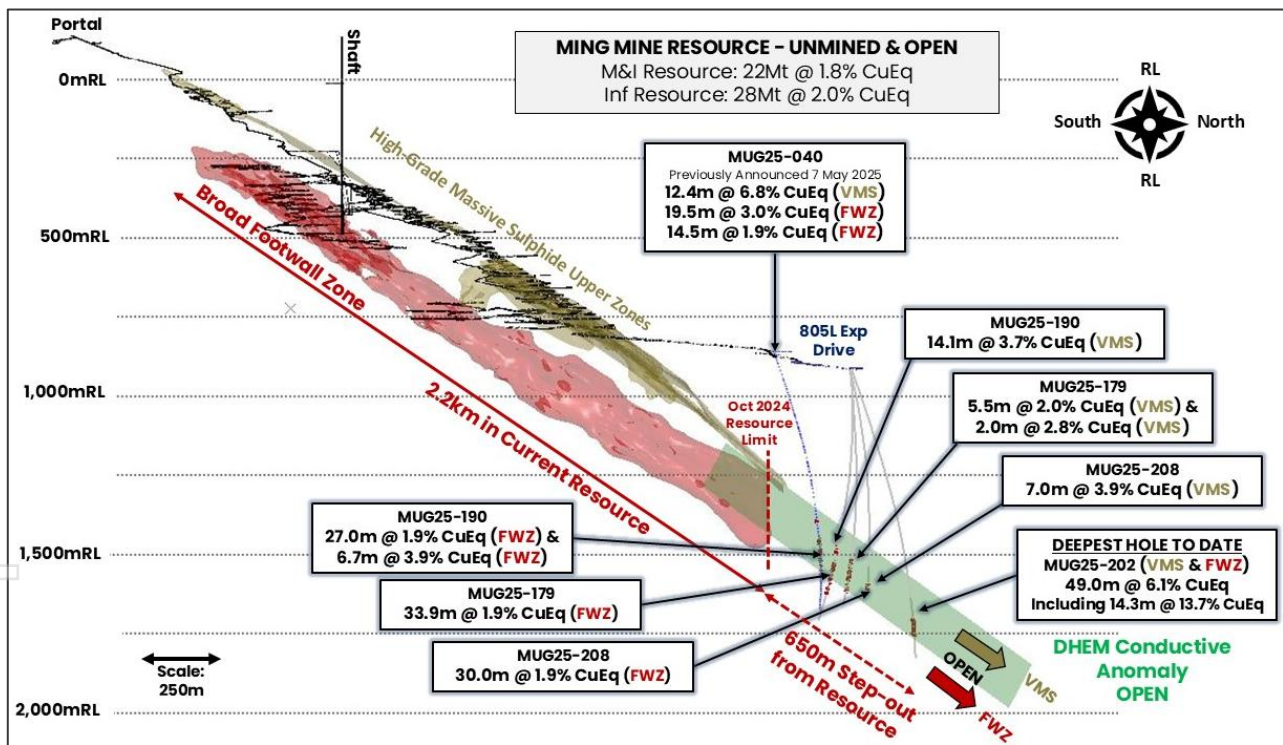 Portal
Shaft
MING MINE RESOURCE - UNMINED & OPEN
M&I Resource: 22Mt @ 1.8% CuEq
Inf Resource: 28Mt @ 2.0% CuEq
RL
South
North
RL
0mRL
500mRL
1,000mRL
1,500mRL
2,000mRL
High-Grade Massive Sulphide Upper Zones
Broad Footwall Zone
2.2km in Current Resource
MUG25-040
Previously Announced 7 May 2025
12.4m @ 6.8% CuEq (VMS)
19.5m @ 3.0% CuEq (FWZ)
14.5m @ 1.9% CuEq (FWZ)
805L Exp
Drive
Oct 2024
Resource
Limit
MUG25-190
14.1m @ 3.7% CuEq (VMS)
MUG25-179
5.5m @ 2.0% CuEq (VMS) &
2.0m @ 2.8% CuEq (VMS)
MUG25-208
7.0m @ 3.9% CuEq (VMS)
DEEPEST HOLE TO DATE
MUG25-202 (VMS & FWZ)
49.0m @ 6.1% CuEq
Including 14.3m @ 13.7% CuEq
MUG25-190
27.0m @ 1.9% CuEq (FWZ) &
6.7m @ 3.9% CuEq (FWZ)
MUG25-179
33.9m @ 1.9% CuEq (FWZ)
MUG25-208
30.0m @ 1.9% CuEq (FWZ)
650m Step-out
from Resource
OPEN
VMS
FWZ
DHEM Conductive
Anomaly
OPEN
Scale:
250m